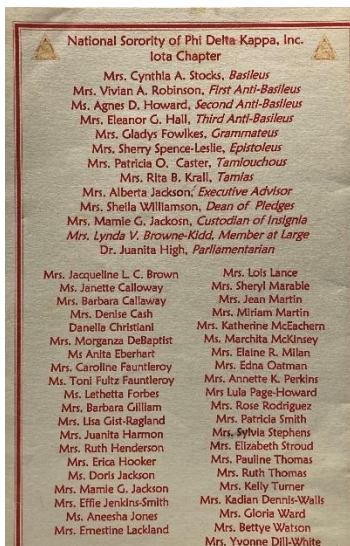 National Sorority of Phi Delta Kappa, Inc.
Iota Chapter
Mrs. Cynthia A. Stocks, Basileus
Mrs. Vivian A. Robinson, First Anti-Basileus
Ms. Agnes D. Howard, Second Anti-Basileus
Mrs. Eleanor G. Hall, Third Anti-Basileus
Mrs. Gladys Fowlkes, Grammateus
Mrs. Sherry Spence-Leslie, Epistoleus
Mrs. Patricia O. Caster, Tamlouchous
Mrs. Rita B. Krall, Tamias
Mrs. Alberta Jackson, Executive Advisor
Mrs. Sheila Williamson, Dean of Pledges
Mrs. Mamie G. Jackosn, Custodian of Insignia
Mrs. Lynda V. Browne-Kidd, Member at Large
Dr. Juanita High, Parliamentarian
Mrs. Jacqueline L. C. Brown
Ms. Janette Calloway
Mrs. Barbara Callaway
Mrs. Denise Cash
Danella Christiani
Mrs. Morganza DeBaptist
Ms Anita Eberhart
Mrs. Caroline Fauntleroy
Ms. Toni Fultz Fauntleroy
Ms. Lethetta Forbes
Mrs. Barbara Gilliam
Mrs. Lisa Gist-Ragland
Mrs. Juanita Harmon
Mrs. Ruth Henderson
Mrs. Erica Hooker
Ms. Doris Jackson
Mrs. Mamie G. Jackson
Mrs. Effie Jenkins-Smith
Ms. Aneesha Jones
Mrs. Ernestine Lackland
Mrs. Lois Lance
Mrs. Sheryl Marable
Mrs. Jean Martin
Mrs. Miriam Martin
Mrs. Katherine McEachern
Ms. Marchita McKinsey
Mrs. Elaine R. Milan
Mrs. Edna Oatman
Mrs. Annette K. Perkins
Mrs Lula Page-Howard
Mrs. Rose Rodriguez
Mrs. Patricia Smith
Mrs. Sylvia Stephens
Mrs. Elizabeth Stroud
Mrs. Pauline Thomas
Mrs. Ruth Thomas
Mrs. Kelly Turner
Mrs. Kadian Dennis-Walls
Mrs. Gloria Ward
Mrs. Bettye Watson
Mrs. Yvonne Dill-White